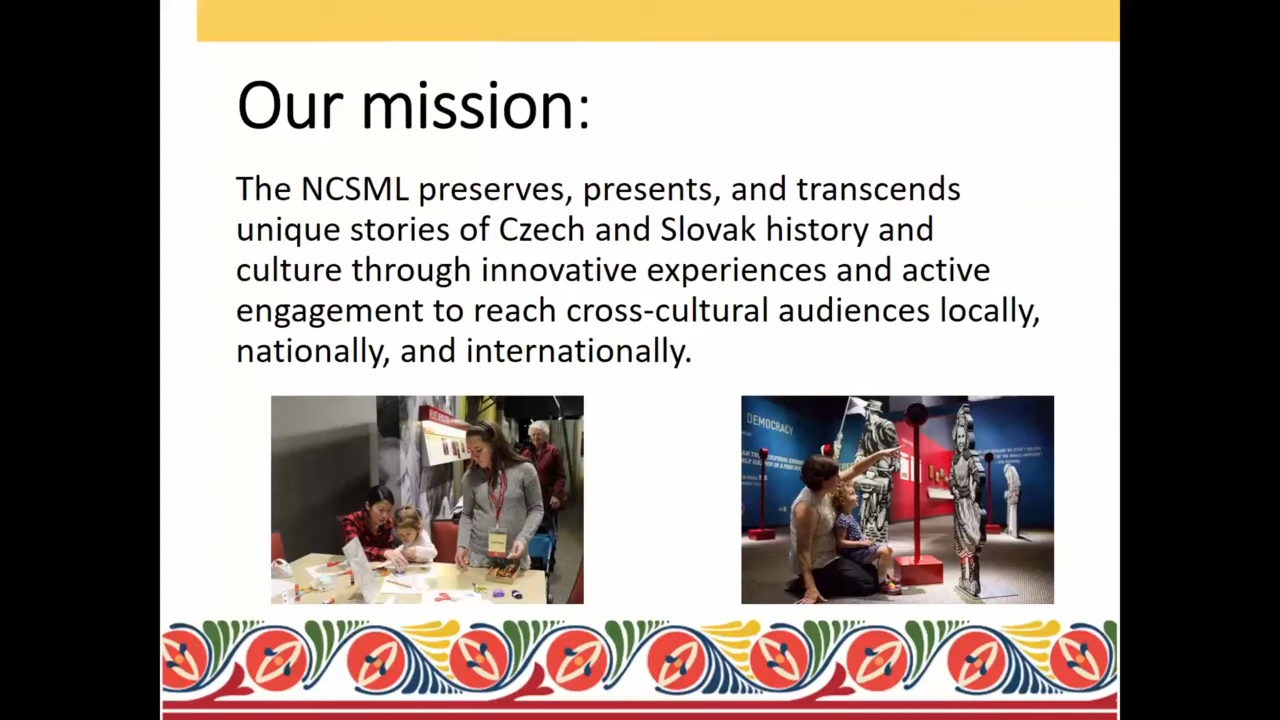 Our mission:
The NCSML preserves, presents, and transcends
unique stories of Czech and Slovak history and
culture through innovative experiences and active
engagement to reach cross-cultural audiences locally,
nationally, and internationally.
DEMOCRACY